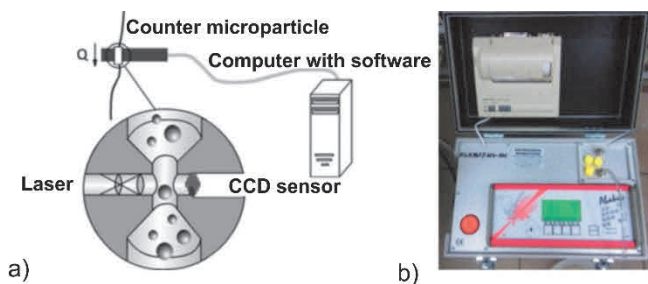 Counter microparticle
Q
Computer with software
Laser
CCD sensor
a)
b)